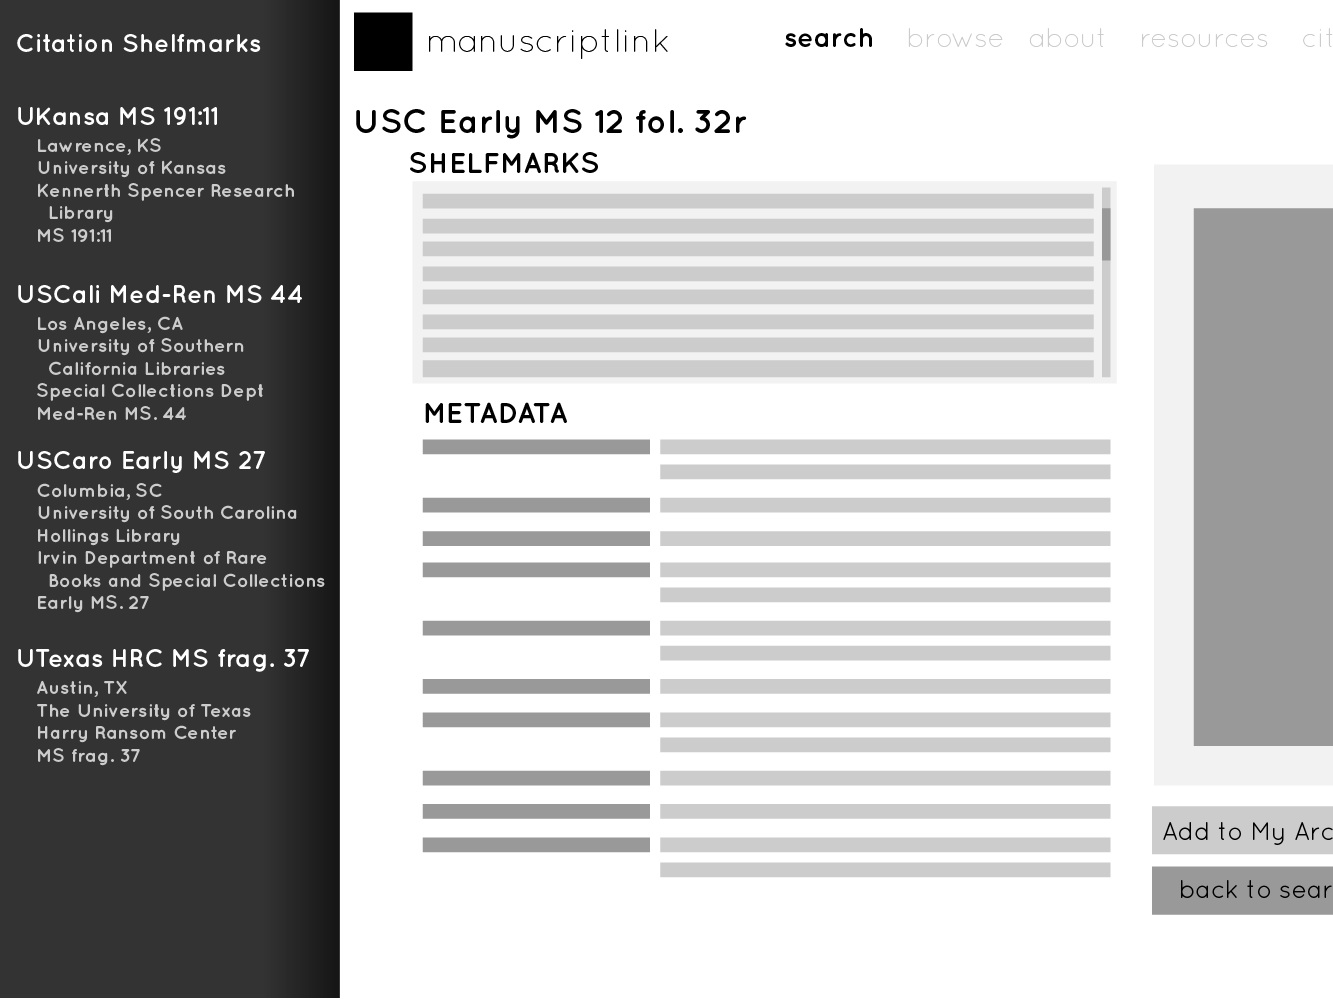 Citation Shelfmarks
UKansa MS 191:11
Lawrence, KS
University of Kansas
Kennerth Spencer Research
Library
MS 191:11
USCali Med-Ren MS 44
Los Angeles, CA
University of Southern
California Libraries
Special Collections Dept
Med-Ren MS. 44
USCaro Early MS 27
Columbia, SC
University of South Carolina
Hollings Library
Irvin Department of Rare
Books and Special Collections
Early MS. 27
UTexas HRC MS frag. 37
Austin, TX
The University of Texas
Harry Ransom Center
MS frag. 37
manuscriptlink
search browse about resources cit
USC Early MS 12 fol. 32r
SHELFMARKS
METADATA
Add to My Arc
back to sear